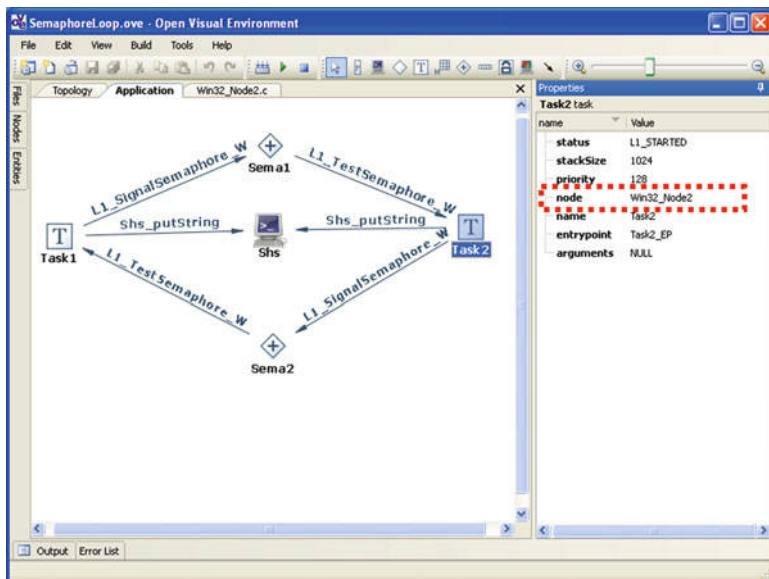 SemaphoreLoop.ove - Open Visual Environment
File Edit View Build Tools Help
Topology Application Win32_Node2.c
Files
Nodes
Entities
L1_SignalSemaphore_W
Sema1
L1_TestSemaphore_W
T
Task1
Shs_putString
Shs
Shs_putString
T
Task2
L1_TestSemaphore_W
L1_SignalSemaphore_W
Sema2
Properties
Task2 task
name Value
status L1_STARTED
stackSize 1024
priority 128
node Win32_Node2
name Task2
entrypoint Task2_EP
arguments NULL
Output Error List